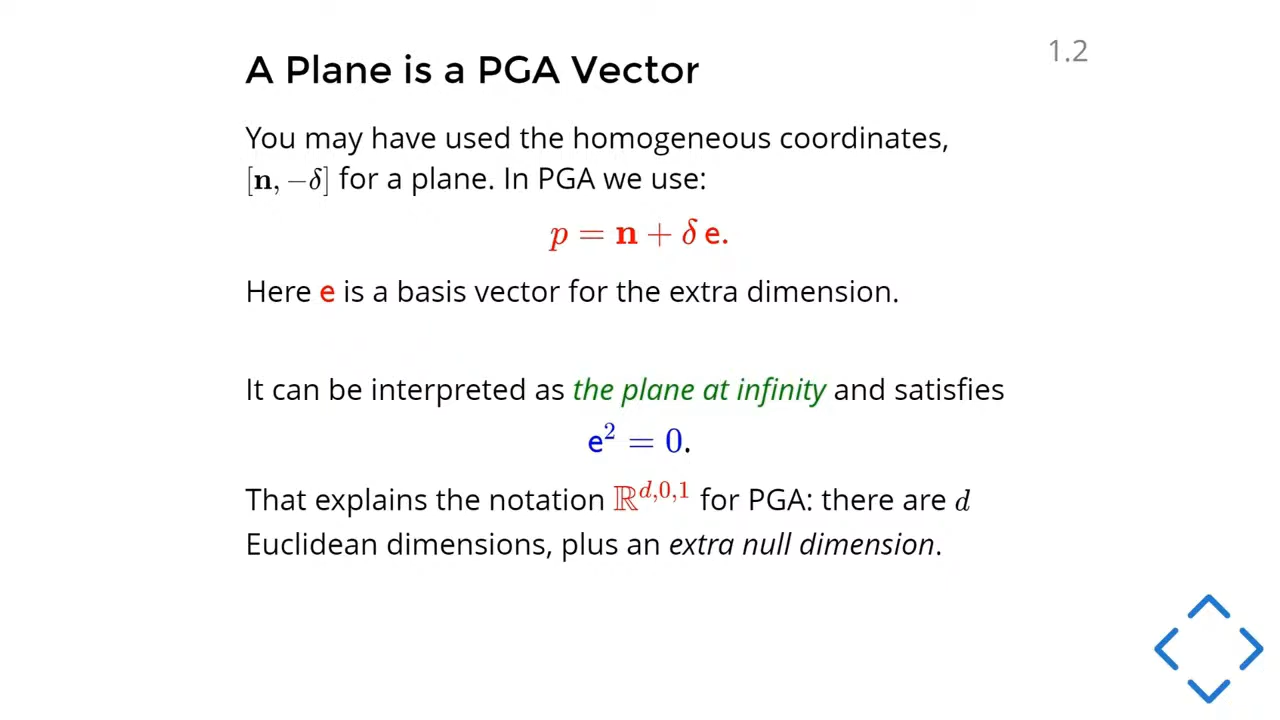 A Plane is a PGA Vector
1.2
You may have used the homogeneous coordinates,
[n, −δ] for a plane. In PGA we use:
p = n + δ e.
Here e is a basis vector for the extra dimension.
It can be interpreted as the plane at infinity and satisfies
e² = 0.
That explains the notation ℝ^{d,0,1} for PGA: there are d
Euclidean dimensions, plus an extra null dimension.